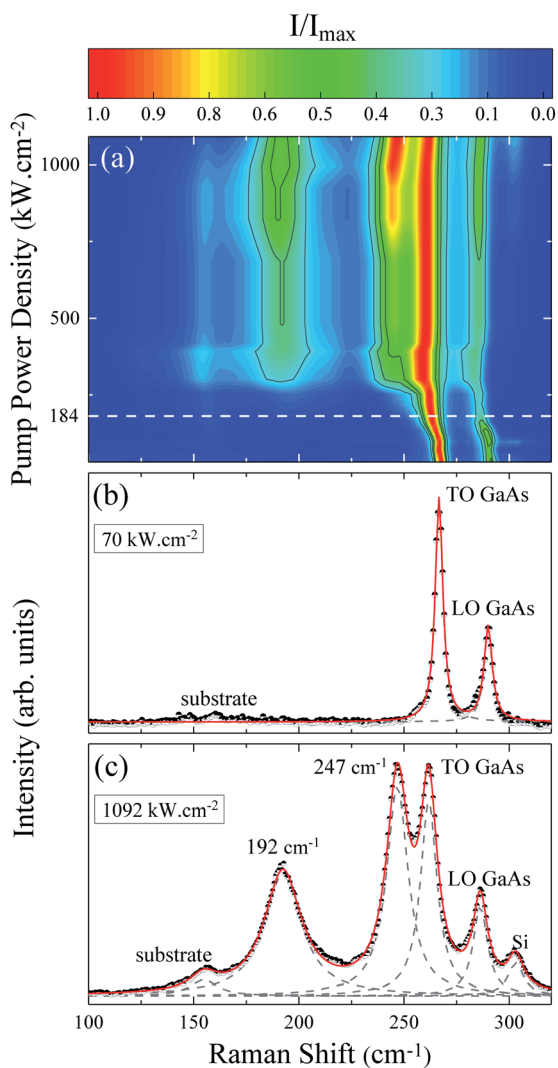 I/Imax
1.0 0.9 0.8 0.7 0.6 0.5 0.4 0.3 0.2 0.1 0.0
(a)
Pump Power Density (kW.cm⁻²)
1000
500
184
(b)
70 kW.cm⁻²
TO GaAs
LO GaAs
substrate
Intensity (arb. units)
(c)
1092 kW.cm⁻²
247 cm⁻¹
TO GaAs
192 cm⁻¹
LO GaAs
substrate
Si
100 150 200 250 300
Raman Shift (cm⁻¹)